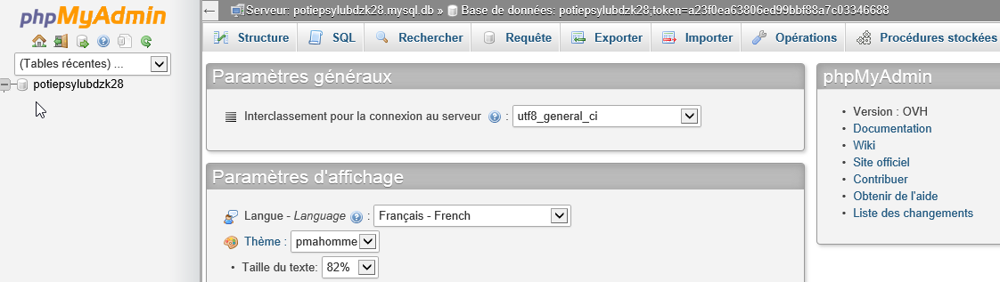 phpMyAdmin
(Tables récentes) ...
potiepsylubdzk28
Serveur: potiepsylubdzk28.mysql.db » Base de données: potiepsylubdzk28;token=a23f0ea63806ed99bbf88a7c03346688
Structure SQL Rechercher Requête Exporter Importer Opérations Procédures stockées
Paramètres généraux
Interclassement pour la connexion au serveur : utf8_general_ci
Paramètres d'affichage
Langue - Language : Français - French
Thème : pmahomme
• Taille du texte: 82%
phpMyAdmin
• Version : OVH
• Documentation
• Wiki
• Site officiel
• Contribuer
• Obtenir de l'aide
• Liste des changements